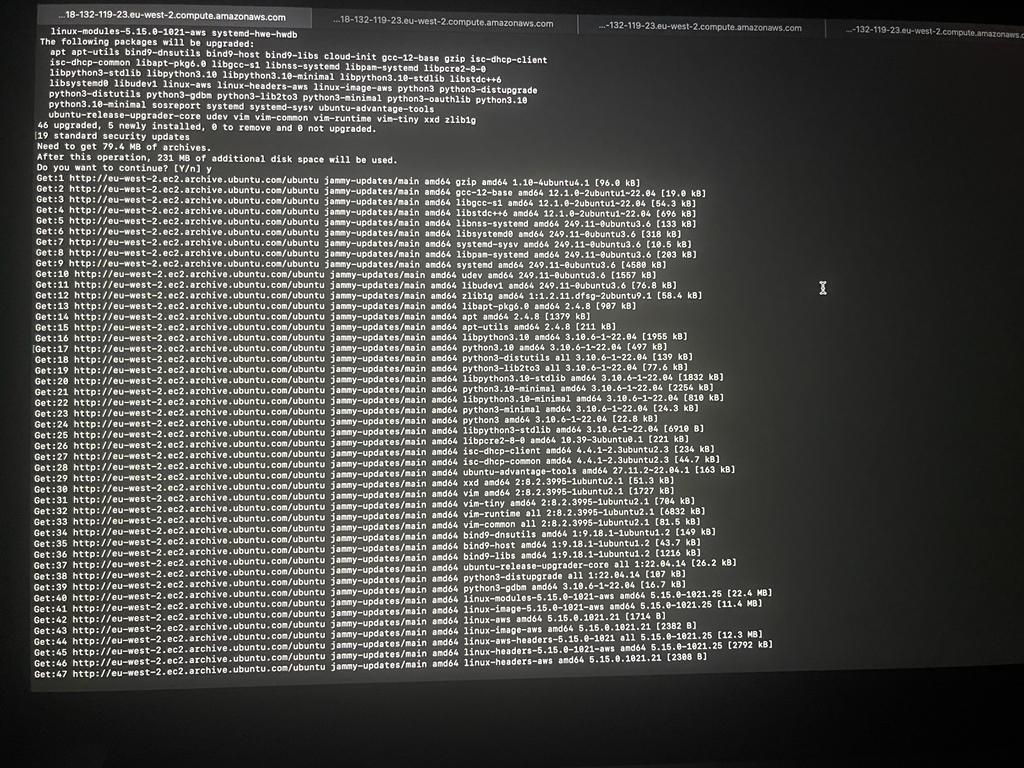 ...18-132-119-23.eu-west-2.compute.amazonaws.com
...18-132-119-23.eu-west-2.compute.amazonaws.com
...-132-119-23.eu-west-2.compute.amazonaws.com
...-132-119-23.eu-west-2.compute.amazonaws.c
linux-modules-5.15.0-1021-aws systemd-hwe-hwdb
The following packages will be upgraded:
apt apt-utils bind9-dnsutils bind9-host bind9-libs cloud-init gcc-12-base gzip isc-dhcp-client
isc-dhcp-common libapt-pkg6.0 libgcc-s1 libnss-systemd libpam-systemd libpcre2-8-0
libpython3-stdlib libpython3.10 libpython3.10-minimal libpython3.10-stdlib libstdc++6
libsystemd0 libudev1 linux-aws linux-headers-aws linux-image-aws python3 python3-distupgrade
python3-distutils python3-gdbm python3-lib2to3 python3-minimal python3-oauthlib python3.10
python3.10-minimal sosreport systemd systemd-sysv ubuntu-advantage-tools
ubuntu-release-upgrader-core udev vim vim-common vim-runtime vim-tiny xxd zlib1g
46 upgraded, 5 newly installed, 0 to remove and 0 not upgraded.
19 standard security updates
Need to get 79.4 MB of archives.
After this operation, 231 MB of additional disk space will be used.
Do you want to continue? [Y/n] y
Get:1 http://eu-west-2.ec2.archive.ubuntu.com/ubuntu jammy-updates/main amd64 gzip amd64 1.10-4ubuntu4.1 [96.0 kB]
Get:2 http://eu-west-2.ec2.archive.ubuntu.com/ubuntu jammy-updates/main amd64 gcc-12-base amd64 12.1.0-2ubuntu1~22.04 [19.0 kB]
Get:3 http://eu-west-2.ec2.archive.ubuntu.com/ubuntu jammy-updates/main amd64 libgcc-s1 amd64 12.1.0-2ubuntu1~22.04 [54.3 kB]
Get:4 http://eu-west-2.ec2.archive.ubuntu.com/ubuntu jammy-updates/main amd64 libstdc++6 amd64 12.1.0-2ubuntu1~22.04 [696 kB]
Get:5 http://eu-west-2.ec2.archive.ubuntu.com/ubuntu jammy-updates/main amd64 libnss-systemd amd64 249.11-0ubuntu3.6 [133 kB]
Get:6 http://eu-west-2.ec2.archive.ubuntu.com/ubuntu jammy-updates/main amd64 libsystemd0 amd64 249.11-0ubuntu3.6 [318 kB]
Get:7 http://eu-west-2.ec2.archive.ubuntu.com/ubuntu jammy-updates/main amd64 systemd-sysv amd64 249.11-0ubuntu3.6 [10.5 kB]
Get:8 http://eu-west-2.ec2.archive.ubuntu.com/ubuntu jammy-updates/main amd64 libpam-systemd amd64 249.11-0ubuntu3.6 [203 kB]
Get:9 http://eu-west-2.ec2.archive.ubuntu.com/ubuntu jammy-updates/main amd64 systemd amd64 249.11-0ubuntu3.6 [4580 kB]
Get:10 http://eu-west-2.ec2.archive.ubuntu.com/ubuntu jammy-updates/main amd64 udev amd64 249.11-0ubuntu3.6 [1557 kB]
Get:11 http://eu-west-2.ec2.archive.ubuntu.com/ubuntu jammy-updates/main amd64 libudev1 amd64 249.11-0ubuntu3.6 [76.8 kB]
Get:12 http://eu-west-2.ec2.archive.ubuntu.com/ubuntu jammy-updates/main amd64 zlib1g amd64 1:1.2.11.dfsg-2ubuntu9.1 [58.4 kB]
Get:13 http://eu-west-2.ec2.archive.ubuntu.com/ubuntu jammy-updates/main amd64 libapt-pkg6.0 amd64 2.4.8 [907 kB]
Get:14 http://eu-west-2.ec2.archive.ubuntu.com/ubuntu jammy-updates/main amd64 apt amd64 2.4.8 [1379 kB]
Get:15 http://eu-west-2.ec2.archive.ubuntu.com/ubuntu jammy-updates/main amd64 apt-utils amd64 2.4.8 [211 kB]
Get:16 http://eu-west-2.ec2.archive.ubuntu.com/ubuntu jammy-updates/main amd64 libpython3.10 amd64 3.10.6-1~22.04 [1955 kB]
Get:17 http://eu-west-2.ec2.archive.ubuntu.com/ubuntu jammy-updates/main amd64 python3.10 amd64 3.10.6-1~22.04 [497 kB]
Get:18 http://eu-west-2.ec2.archive.ubuntu.com/ubuntu jammy-updates/main amd64 python3-distutils all 3.10.6-1~22.04 [139 kB]
Get:19 http://eu-west-2.ec2.archive.ubuntu.com/ubuntu jammy-updates/main amd64 python3-lib2to3 all 3.10.6-1~22.04 [77.6 kB]
Get:20 http://eu-west-2.ec2.archive.ubuntu.com/ubuntu jammy-updates/main amd64 libpython3.10-stdlib amd64 3.10.6-1~22.04 [1832 kB]
Get:21 http://eu-west-2.ec2.archive.ubuntu.com/ubuntu jammy-updates/main amd64 python3.10-minimal amd64 3.10.6-1~22.04 [2254 kB]
Get:22 http://eu-west-2.ec2.archive.ubuntu.com/ubuntu jammy-updates/main amd64 libpython3.10-minimal amd64 3.10.6-1~22.04 [810 kB]
Get:23 http://eu-west-2.ec2.archive.ubuntu.com/ubuntu jammy-updates/main amd64 python3-minimal amd64 3.10.6-1~22.04 [24.3 kB]
Get:24 http://eu-west-2.ec2.archive.ubuntu.com/ubuntu jammy-updates/main amd64 python3 amd64 3.10.6-1~22.04 [22.8 kB]
Get:25 http://eu-west-2.ec2.archive.ubuntu.com/ubuntu jammy-updates/main amd64 libpython3-stdlib amd64 3.10.6-1~22.04 [6910 B]
Get:26 http://eu-west-2.ec2.archive.ubuntu.com/ubuntu jammy-updates/main amd64 libpcre2-8-0 amd64 10.39-3ubuntu0.1 [221 kB]
Get:27 http://eu-west-2.ec2.archive.ubuntu.com/ubuntu jammy-updates/main amd64 isc-dhcp-client amd64 4.4.1-2.3ubuntu2.3 [234 kB]
Get:28 http://eu-west-2.ec2.archive.ubuntu.com/ubuntu jammy-updates/main amd64 isc-dhcp-common amd64 4.4.1-2.3ubuntu2.3 [44.7 kB]
Get:29 http://eu-west-2.ec2.archive.ubuntu.com/ubuntu jammy-updates/main amd64 ubuntu-advantage-tools amd64 27.11.2~22.04.1 [163 kB]
Get:30 http://eu-west-2.ec2.archive.ubuntu.com/ubuntu jammy-updates/main amd64 xxd amd64 2:8.2.3995-1ubuntu2.1 [51.3 kB]
Get:31 http://eu-west-2.ec2.archive.ubuntu.com/ubuntu jammy-updates/main amd64 vim amd64 2:8.2.3995-1ubuntu2.1 [1727 kB]
Get:32 http://eu-west-2.ec2.archive.ubuntu.com/ubuntu jammy-updates/main amd64 vim-tiny amd64 2:8.2.3995-1ubuntu2.1 [704 kB]
Get:33 http://eu-west-2.ec2.archive.ubuntu.com/ubuntu jammy-updates/main amd64 vim-runtime all 2:8.2.3995-1ubuntu2.1 [6832 kB]
Get:34 http://eu-west-2.ec2.archive.ubuntu.com/ubuntu jammy-updates/main amd64 vim-common all 2:8.2.3995-1ubuntu2.1 [81.5 kB]
Get:35 http://eu-west-2.ec2.archive.ubuntu.com/ubuntu jammy-updates/main amd64 bind9-dnsutils amd64 1:9.18.1-1ubuntu1.2 [149 kB]
Get:36 http://eu-west-2.ec2.archive.ubuntu.com/ubuntu jammy-updates/main amd64 bind9-host amd64 1:9.18.1-1ubuntu1.2 [43.7 kB]
Get:37 http://eu-west-2.ec2.archive.ubuntu.com/ubuntu jammy-updates/main amd64 bind9-libs amd64 1:9.18.1-1ubuntu1.2 [1216 kB]
Get:38 http://eu-west-2.ec2.archive.ubuntu.com/ubuntu jammy-updates/main amd64 ubuntu-release-upgrader-core all 1:22.04.14 [26.2 kB]
Get:39 http://eu-west-2.ec2.archive.ubuntu.com/ubuntu jammy-updates/main amd64 python3-distupgrade all 1:22.04.14 [107 kB]
Get:40 http://eu-west-2.ec2.archive.ubuntu.com/ubuntu jammy-updates/main amd64 python3-gdbm amd64 3.10.6-1~22.04 [16.7 kB]
Get:41 http://eu-west-2.ec2.archive.ubuntu.com/ubuntu jammy-updates/main amd64 linux-modules-5.15.0-1021-aws amd64 5.15.0-1021.25 [22.4 MB]
Get:42 http://eu-west-2.ec2.archive.ubuntu.com/ubuntu jammy-updates/main amd64 linux-image-5.15.0-1021-aws amd64 5.15.0-1021.25 [11.4 MB]
Get:43 http://eu-west-2.ec2.archive.ubuntu.com/ubuntu jammy-updates/main amd64 linux-aws amd64 5.15.0.1021.21 [1714 B]
Get:44 http://eu-west-2.ec2.archive.ubuntu.com/ubuntu jammy-updates/main amd64 linux-image-aws amd64 5.15.0.1021.21 [2382 B]
Get:45 http://eu-west-2.ec2.archive.ubuntu.com/ubuntu jammy-updates/main amd64 linux-aws-headers-5.15.0-1021 all 5.15.0-1021.25 [12.3 MB]
Get:46 http://eu-west-2.ec2.archive.ubuntu.com/ubuntu jammy-updates/main amd64 linux-headers-5.15.0-1021-aws amd64 5.15.0-1021.25 [2792 kB]
Get:47 http://eu-west-2.ec2.archive.ubuntu.com/ubuntu jammy-updates/main amd64 linux-headers-aws amd64 5.15.0.1021.21 [2308 B]